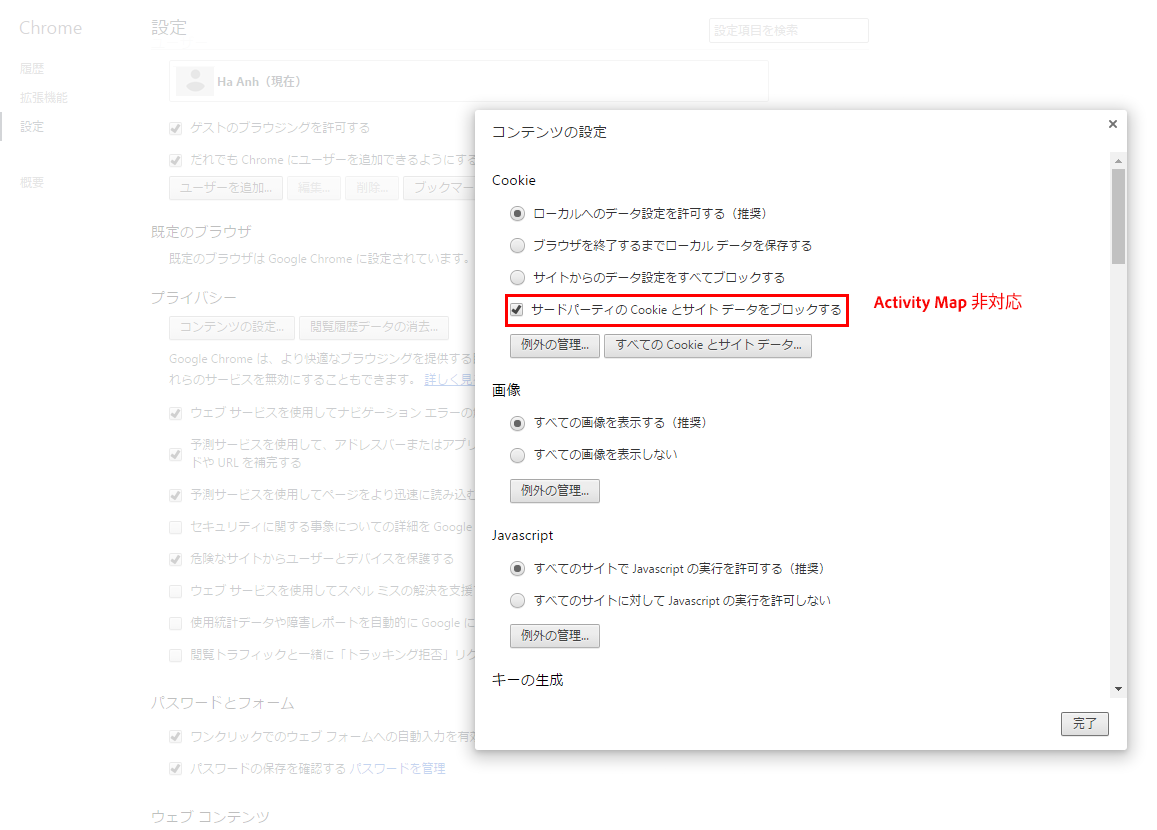 Chrome
設定
設定項目を検索
履歴
拡張機能
設定
概要
Ha Anh（現在）
ゲストのブラウジングを許可する
だれでも Chrome にユーザーを追加できるようにする
ユーザーを追加...
編集...
削除...
ブックマー
既定のブラウザ
既定のブラウザは Google Chrome に設定されています。
プライバシー
コンテンツの設定...
閲覧履歴データの消去...
Google Chrome は、より快適なブラウジングを提供する
れらのサービスを無効にすることもできます。 詳しく見
ウェブ サービスを使用してナビゲーション エラーの
予測サービスを使用して、アドレスバーまたはアプリ
ドや URL を補完する
予測サービスを使用してページをより迅速に読み込む
セキュリティに関する事象についての詳細を Google
危険なサイトからユーザーとデバイスを保護する
ウェブ サービスを使用してスペル ミスの解決を支援
使用統計データや障害レポートを自動的に Google に
閲覧トラフィックと一緒に「トラッキング拒否」リク
パスワードとフォーム
ワンクリックでのウェブ フォームへの自動入力を有効
パスワードの保存を確認する パスワードを管理
ウェブ コンテンツ
コンテンツの設定
Cookie
ローカルへのデータ設定を許可する（推奨）
ブラウザを終了するまでローカル データを保存する
サイトからのデータ設定をすべてブロックする
サードパーティの Cookie とサイト データをブロックする
Activity Map 非対応
例外の管理...
すべての Cookie とサイト データ...
画像
すべての画像を表示する（推奨）
すべての画像を表示しない
例外の管理...
Javascript
すべてのサイトで Javascript の実行を許可する（推奨）
すべてのサイトに対して Javascript の実行を許可しない
例外の管理...
キーの生成
完了